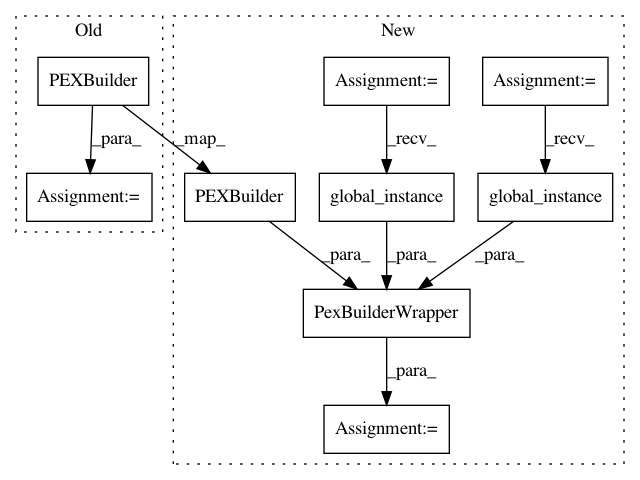 Old
New
PEXBuilder
Assignment:=
Assignment:=
_para_
_map_
_recv_
_recv_
Assignment:=
PEXBuilder
global_instance
global_instance
_para_
_para_
_para_
PexBuilderWrapper
_para_
Assignment:=